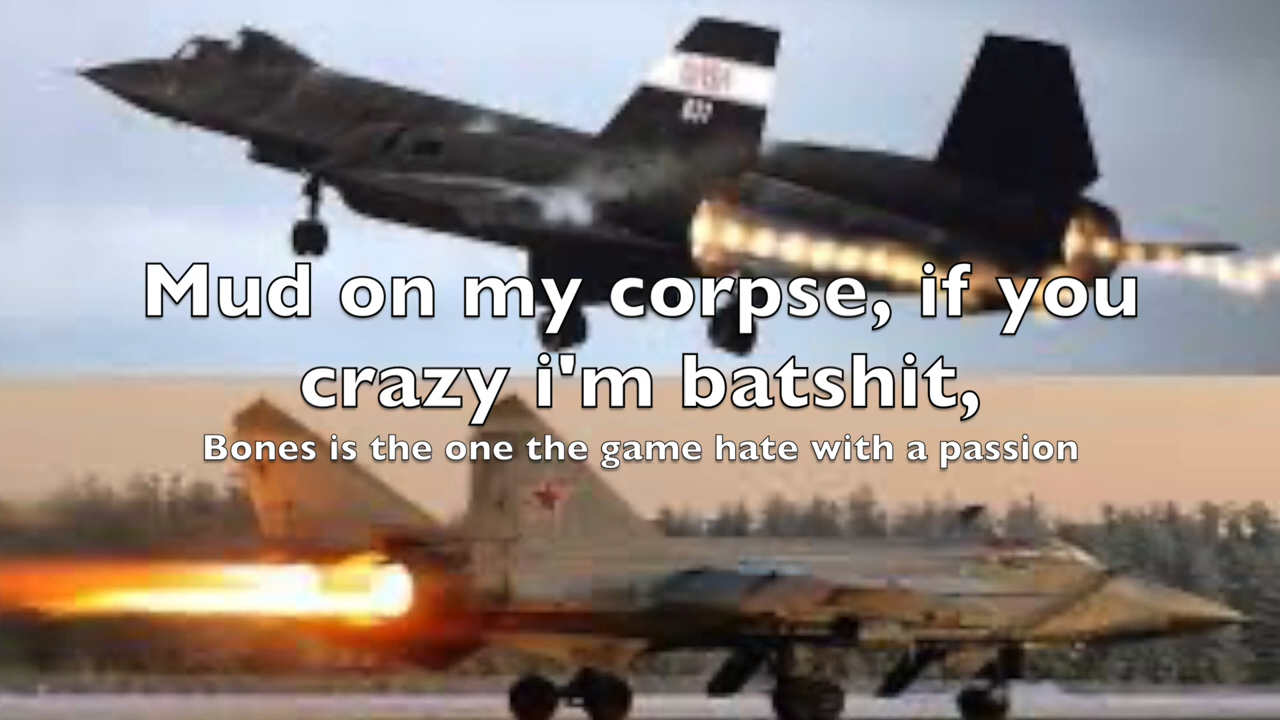 Mud on my corpse, if you
crazy i'm batshit,
Bones is the one the game hate with a passion